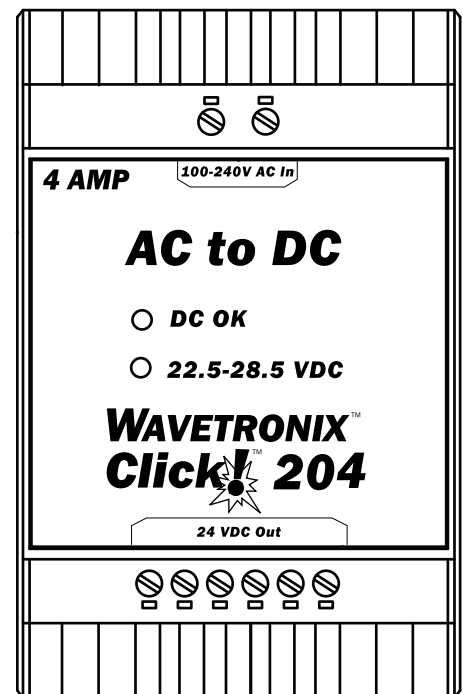 4 AMP
100-240V AC In
AC to DC
DC OK
22.5-28.5 VDC
WAVETRONIX™
Click!™ 204
24 VDC Out